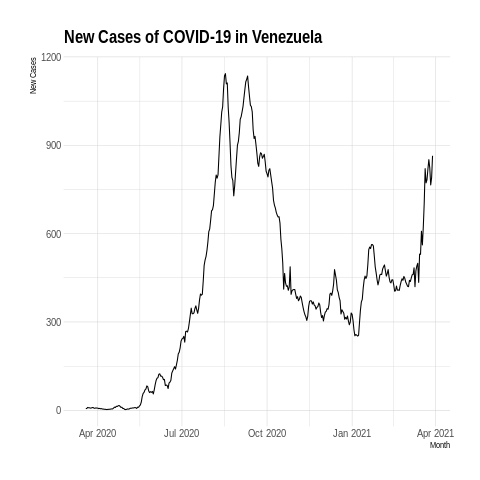 New Cases of COVID-19 in Venezuela
New Cases
1200
900
600
300
0
Apr 2020
Jul 2020
Oct 2020
Jan 2021
Apr 2021
Month